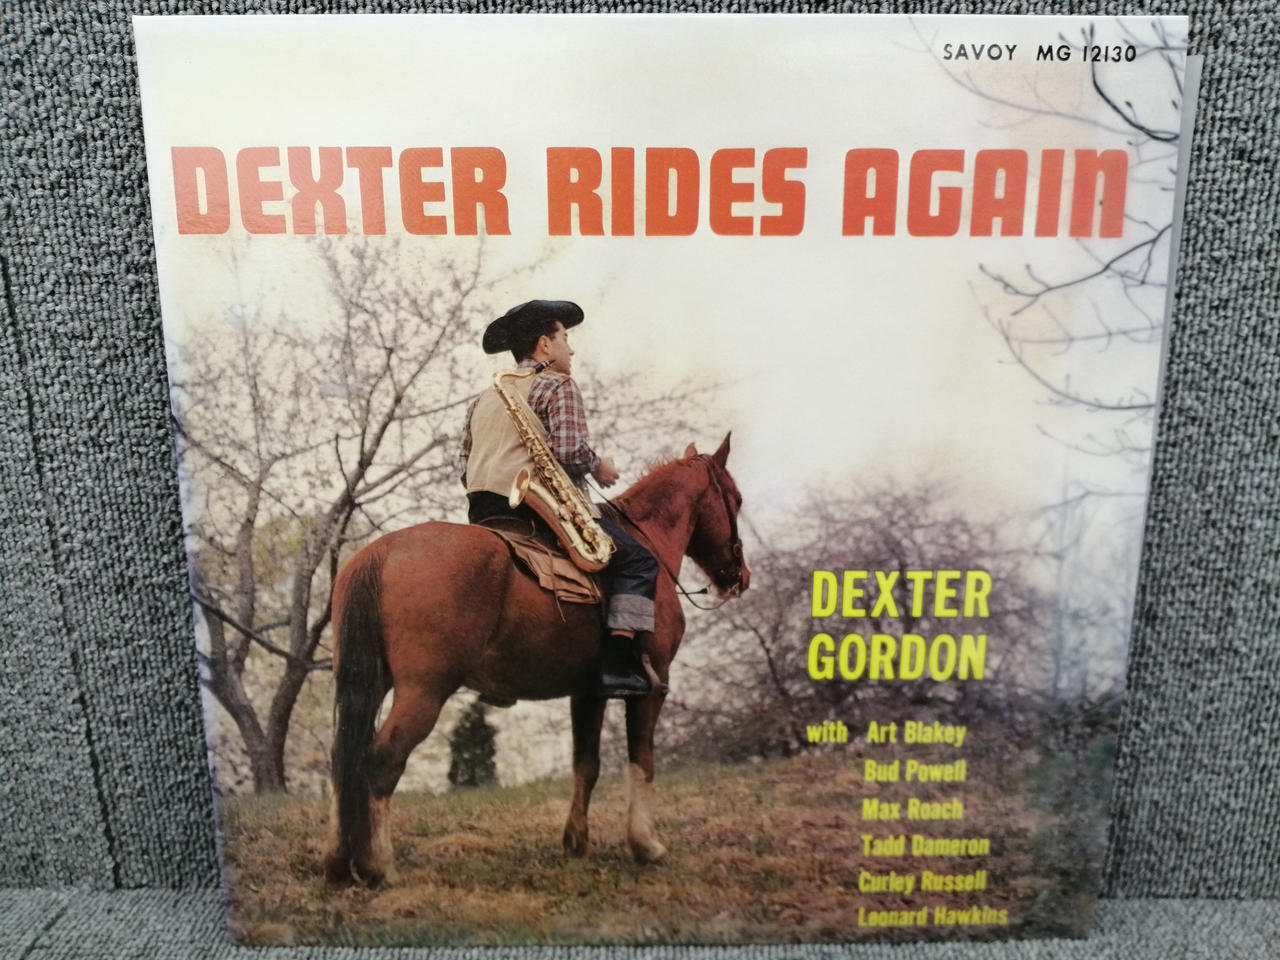 SAVOY MG 12130
DEXTER RIDES AGAIN
DEXTER
GORDON
with Art Blakey
Bud Powell
Max Roach
Tadd Dameron
Curley Russell
Leonard Hawkins